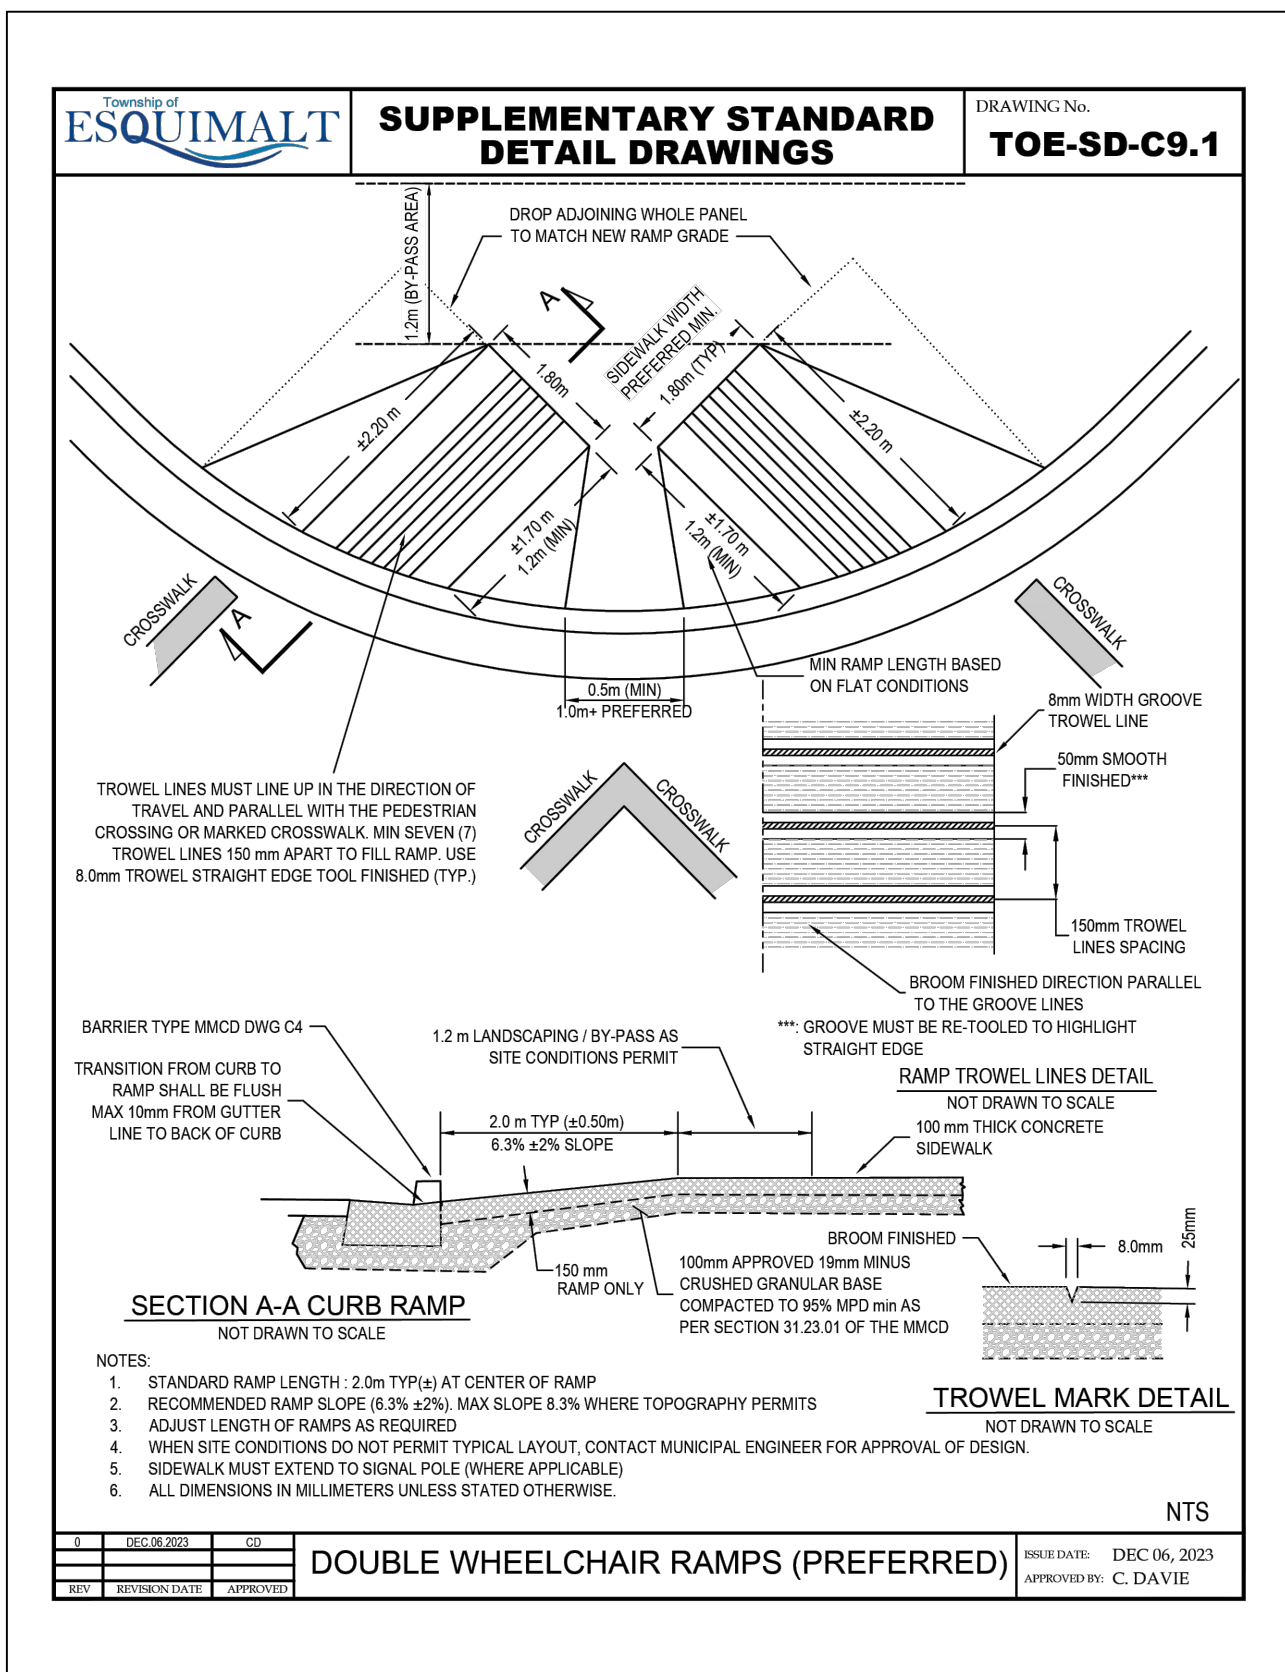 Township of
ESQUIMALT
SUPPLEMENTARY STANDARD
DETAIL DRAWINGS
DRAWING No.
TOE-SD-C9.1
1.2m (BY-PASS AREA)
DROP ADJOINING WHOLE PANEL
TO MATCH NEW RAMP GRADE
A
SIDEWALK WIDTH
PREFERRED MIN.
1.80m
1.80m (TYP)
±2.20 m
±2.20 m
±1.70 m
1.2m (MIN)
±1.70 m
1.2m (MIN)
CROSSWALK
A
CROSSWALK
MIN RAMP LENGTH BASED
ON FLAT CONDITIONS
0.5m (MIN)
1.0m+ PREFERRED
8mm WIDTH GROOVE
TROWEL LINE
50mm SMOOTH
FINISHED***
TROWEL LINES MUST LINE UP IN THE DIRECTION OF
TRAVEL AND PARALLEL WITH THE PEDESTRIAN
CROSSING OR MARKED CROSSWALK. MIN SEVEN (7)
TROWEL LINES 150 mm APART TO FILL RAMP. USE
8.0mm TROWEL STRAIGHT EDGE TOOL FINISHED (TYP.)
CROSSWALK
CROSSWALK
150mm TROWEL
LINES SPACING
BROOM FINISHED DIRECTION PARALLEL
TO THE GROOVE LINES
***: GROOVE MUST BE RE-TOOLED TO HIGHLIGHT
STRAIGHT EDGE
RAMP TROWEL LINES DETAIL
NOT DRAWN TO SCALE
BARRIER TYPE MMCD DWG C4
TRANSITION FROM CURB TO
RAMP SHALL BE FLUSH
MAX 10mm FROM GUTTER
LINE TO BACK OF CURB
1.2 m LANDSCAPING / BY-PASS AS
SITE CONDITIONS PERMIT
2.0 m TYP (±0.50m)
6.3% ±2% SLOPE
100 mm THICK CONCRETE
SIDEWALK
150 mm
RAMP ONLY
100mm APPROVED 19mm MINUS
CRUSHED GRANULAR BASE
COMPACTED TO 95% MPD min AS
PER SECTION 31.23.01 OF THE MMCD
BROOM FINISHED
8.0mm
25mm
SECTION A-A CURB RAMP
NOT DRAWN TO SCALE
TROWEL MARK DETAIL
NOT DRAWN TO SCALE
NOTES:
1. STANDARD RAMP LENGTH : 2.0m TYP(±) AT CENTER OF RAMP
2. RECOMMENDED RAMP SLOPE (6.3% ±2%). MAX SLOPE 8.3% WHERE TOPOGRAPHY PERMITS
3. ADJUST LENGTH OF RAMPS AS REQUIRED
4. WHEN SITE CONDITIONS DO NOT PERMIT TYPICAL LAYOUT, CONTACT MUNICIPAL ENGINEER FOR APPROVAL OF DESIGN.
5. SIDEWALK MUST EXTEND TO SIGNAL POLE (WHERE APPLICABLE)
6. ALL DIMENSIONS IN MILLIMETERS UNLESS STATED OTHERWISE.
NTS
0 DEC.06.2023 CD
REV REVISION DATE APPROVED
DOUBLE WHEELCHAIR RAMPS (PREFERRED)
ISSUE DATE: DEC 06, 2023
APPROVED BY: C. DAVIE